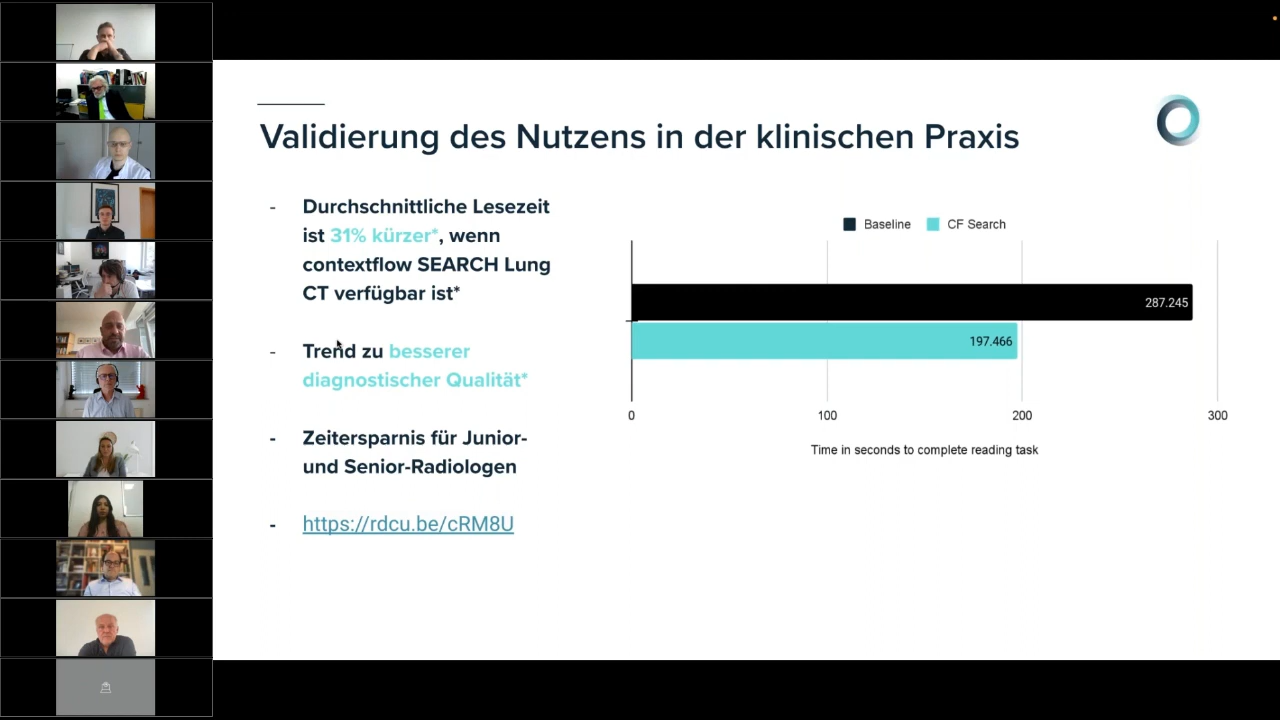 Validierung des Nutzens in der klinischen Praxis
- Durchschnittliche Lesezeit
ist 31% kürzer*, wenn
contextflow SEARCH Lung
CT verfügbar ist*
- Trend zu besserer
diagnostischer Qualität*
- Zeitersparnis für Junior-
und Senior-Radiologen
- https://rdcu.be/cRM8U
Baseline CF Search
287.245
197.466
0 100 200 300
Time in seconds to complete reading task